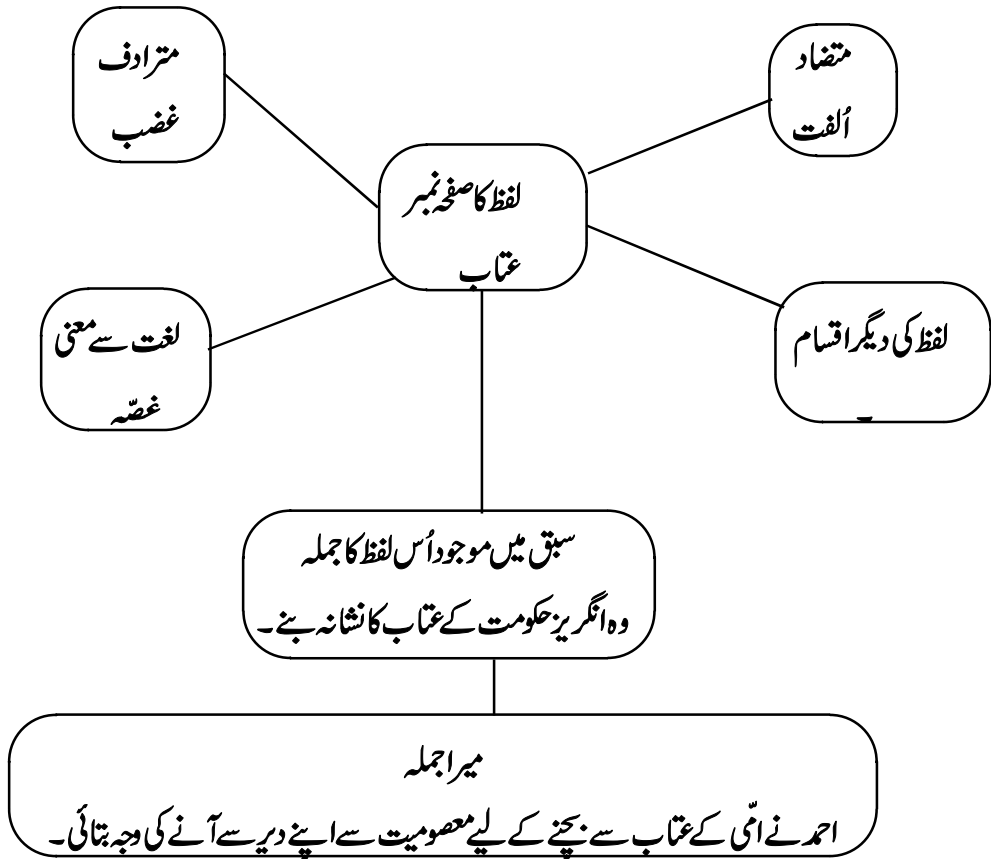 متضاد
اُلفت
مترادف
غضب
لفظ کا صفحہ نمبر
عتاب
لفظ کی دیگر اقسام
-
لغت سے معنی
غصّہ
سبق میں موجود اُس لفظ کا جملہ
وہ انگریز حکومت کے عتاب کا نشانہ بنے۔
میرا جملہ
احمد نے امّی کے عتاب سے بچنے کے لیے معصومیت سے اپنے دیر سے آنے کی وجہ بتائی۔